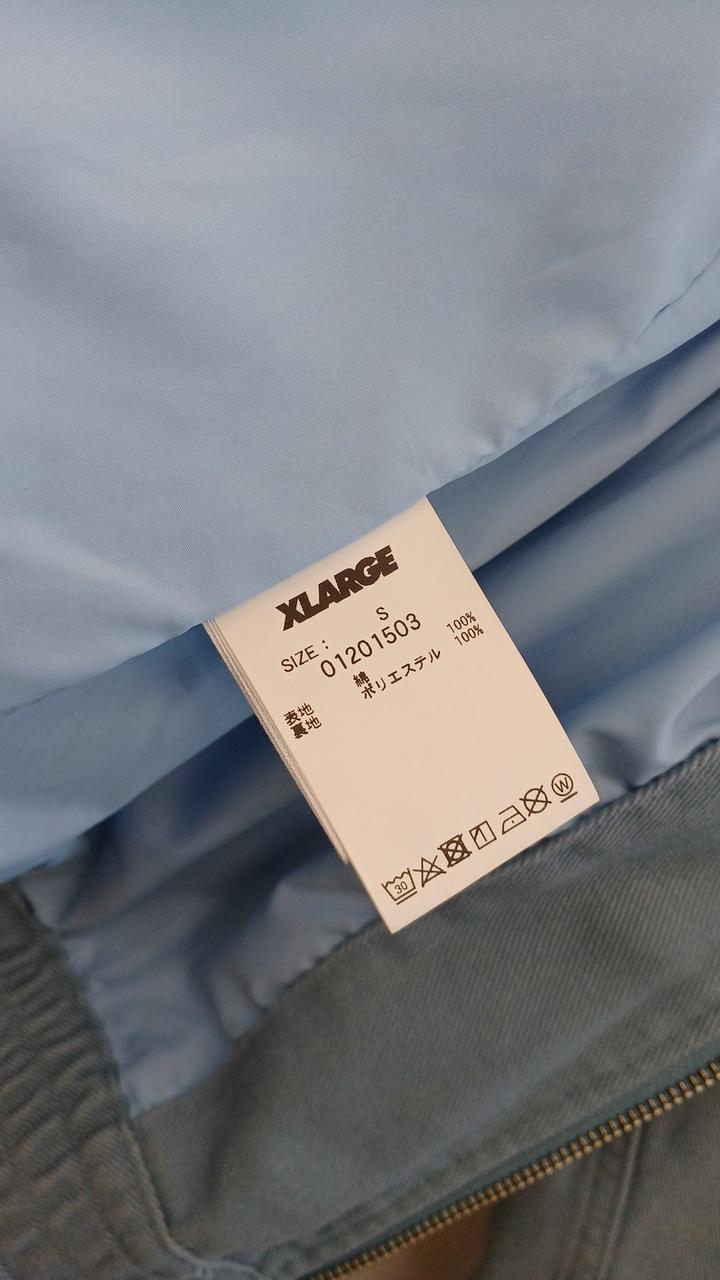 XLARGE
SIZE : S
01201503
表地 綿 100%
裏地 ポリエステル 100%
30
W